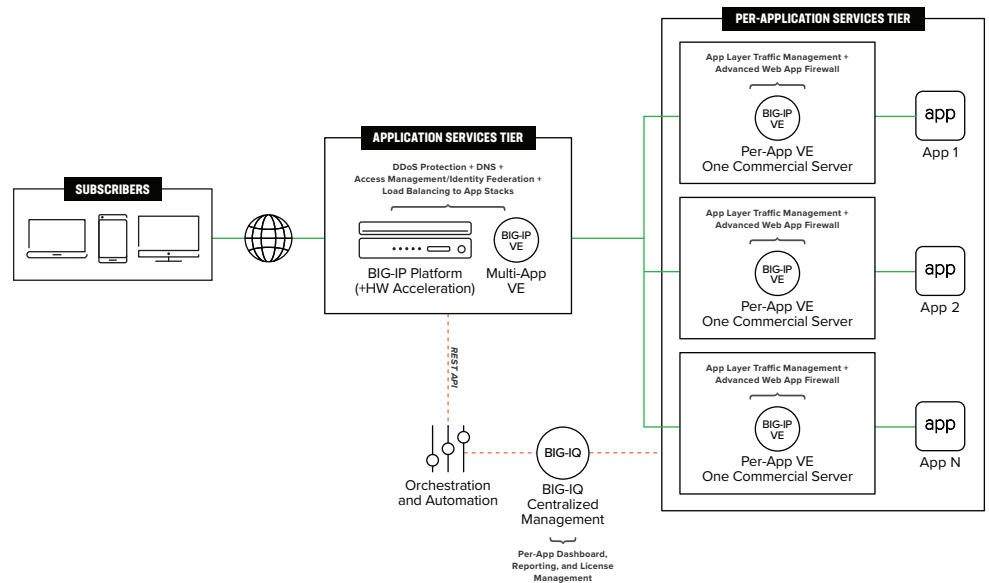 SUBSCRIBERS
APPLICATION SERVICES TIER
DDoS Protection + DNS +
Access Management/Identity Federation +
Load Balancing to App Stacks
BIG-IP Platform
(+HW Acceleration)
BIG-IP
VE
Multi-App
VE
REST API
Orchestration
and Automation
BIG-IQ
BIG-IQ
Centralized
Management
Per-App Dashboard,
Reporting, and License
Management
PER-APPLICATION SERVICES TIER
App Layer Traffic Management +
Advanced Web App Firewall
BIG-IP
VE
Per-App VE
One Commercial Server
app
App 1
App Layer Traffic Management +
Advanced Web App Firewall
BIG-IP
VE
Per-App VE
One Commercial Server
app
App 2
App Layer Traffic Management +
Advanced Web App Firewall
BIG-IP
VE
Per-App VE
One Commercial Server
app
App N